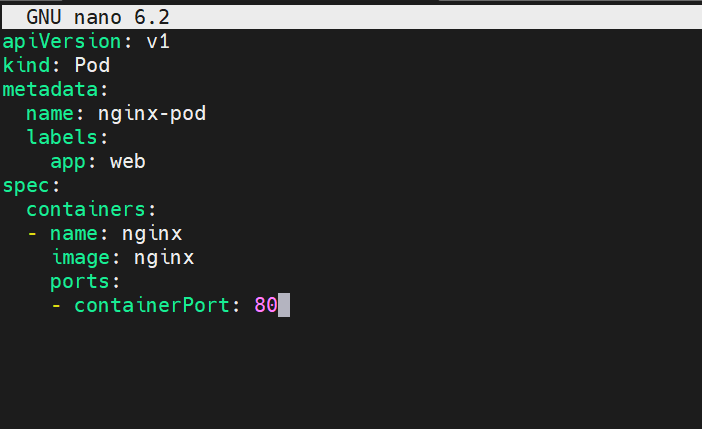 GNU nano 6.2
apiVersion: v1
kind: Pod
metadata:
  name: nginx-pod
  labels:
    app: web
spec:
  containers:
  - name: nginx
    image: nginx
    ports:
    - containerPort: 80